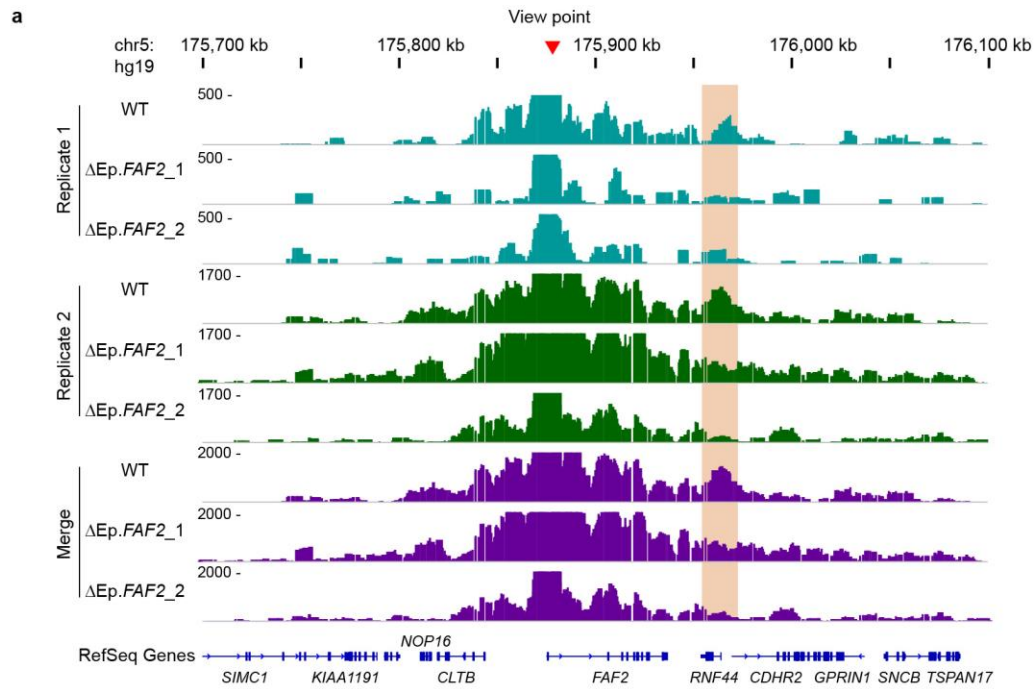 a
View point
chr5: 175,700 kb 175,800 kb 175,900 kb 176,000 kb 176,100 kb
hg19
Replicate 1
WT 500 -
ΔEp.FAF2_1 500 -
ΔEp.FAF2_2 500 -
Replicate 2
WT 1700 -
ΔEp.FAF2_1 1700 -
ΔEp.FAF2_2 1700 -
Merge
WT 2000 -
ΔEp.FAF2_1 2000 -
ΔEp.FAF2_2 2000 -
NOP16
RefSeq Genes
SIMC1 KIAA1191 CLTB FAF2 RNF44 CDHR2 GPRIN1 SNCB TSPAN17